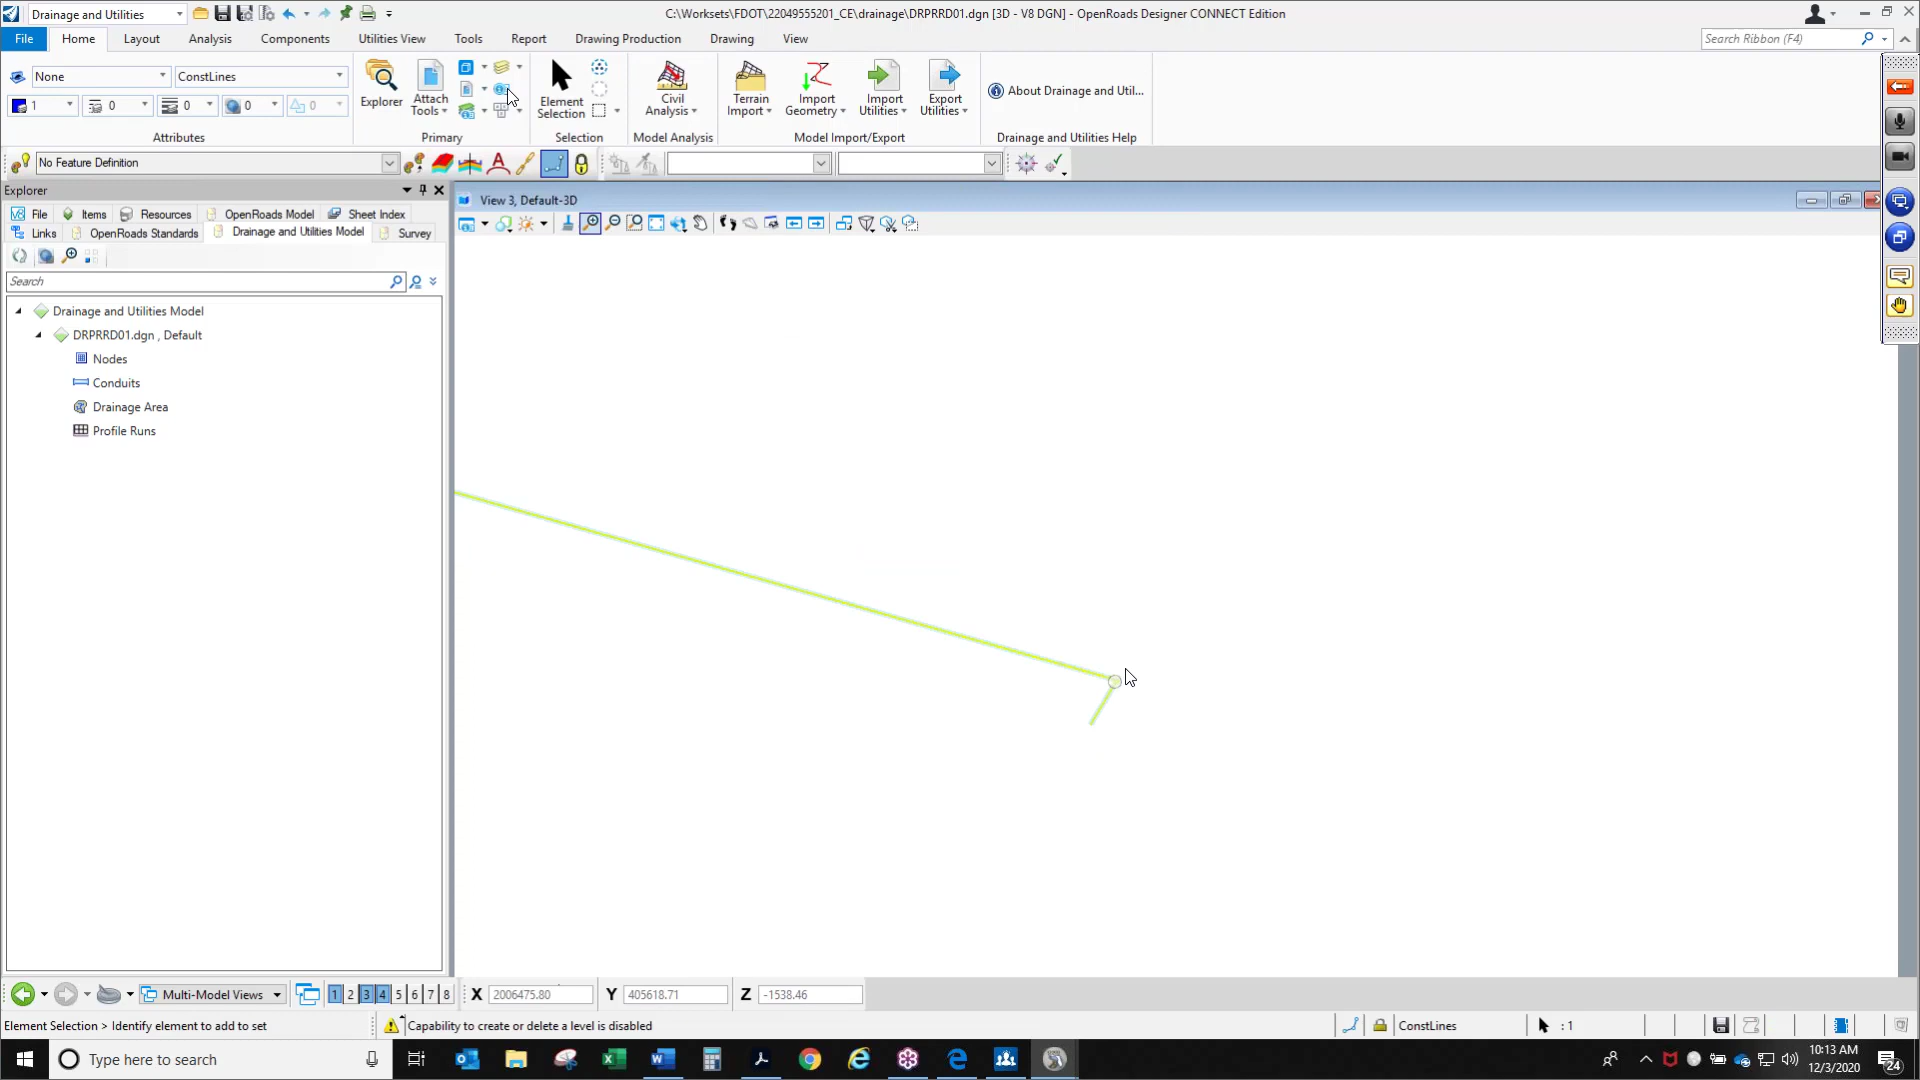 Drainage and Utilities
C:\Worksets\FDOT\22049555201_CE\drainage\DRPRRD01.dgn [3D - V8 DGN] - OpenRoads Designer CONNECT Edition
File Home Layout Analysis Components Utilities View Tools Report Drawing Production Drawing View
Search Ribbon (F4)
None ConstLines
1 0 0 0 0
Attributes
Explorer
Attach Tools
Primary
Element Selection
Selection
Civil Analysis
Model Analysis
Terrain Import
Import Geometry
Import Utilities
Export Utilities
Model Import/Export
About Drainage and Util...
Drainage and Utilities Help
No Feature Definition
Explorer
File Items Resources OpenRoads Model Sheet Index
Links OpenRoads Standards Drainage and Utilities Model Survey
Search
Drainage and Utilities Model
DRPRRD01.dgn , Default
Nodes
Conduits
Drainage Area
Profile Runs
View 3, Default-3D
Multi-Model Views 1 2 3 4 5 6 7 8 X 2006475.80 Y 405618.71 Z -1538.46
Element Selection > Identify element to add to set
Capability to create or delete a level is disabled
ConstLines
: 1
Type here to search
10:13 AM
12/3/2020
24